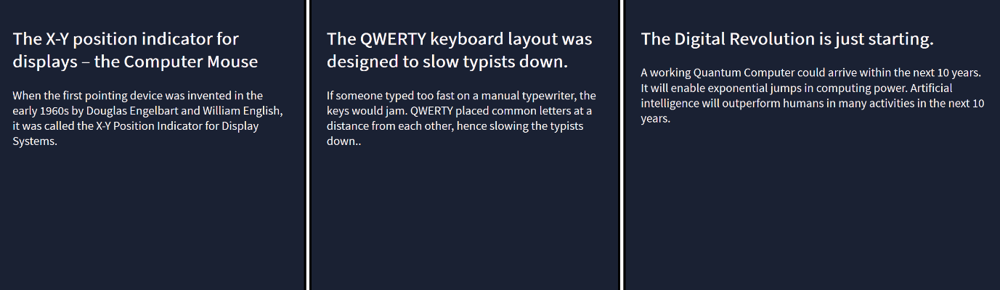 The X-Y position indicator for
displays – the Computer Mouse
When the first pointing device was invented in the
early 1960s by Douglas Engelbart and William English,
it was called the X-Y Position Indicator for Display
Systems.
The QWERTY keyboard layout was
designed to slow typists down.
If someone typed too fast on a manual typewriter, the
keys would jam. QWERTY placed common letters at a
distance from each other, hence slowing the typists
down..
The Digital Revolution is just starting.
A working Quantum Computer could arrive within the next 10 years.
It will enable exponential jumps in computing power. Artificial
intelligence will outperform humans in many activities in the next 10
years.